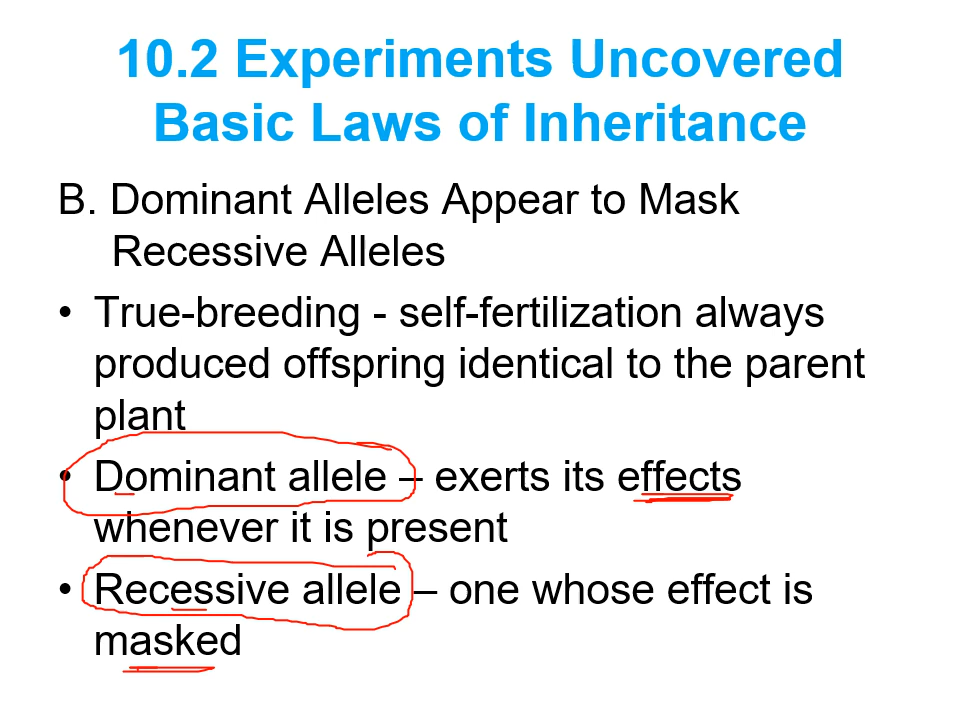 10.2 Experiments Uncovered
Basic Laws of Inheritance
B. Dominant Alleles Appear to Mask
Recessive Alleles
• True-breeding - self-fertilization always
produced offspring identical to the parent
plant
• Dominant allele – exerts its effects
whenever it is present
• Recessive allele – one whose effect is
masked